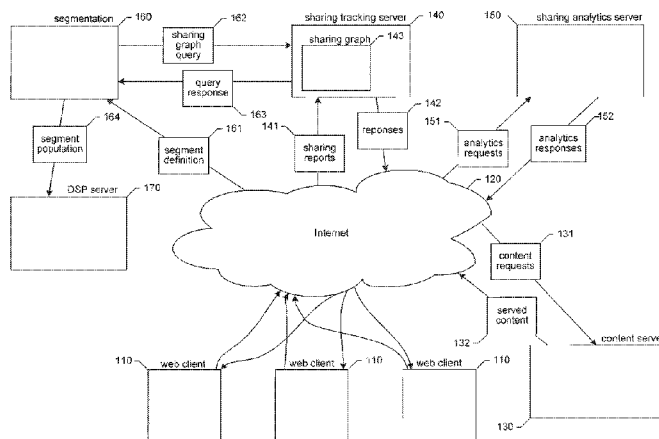 segmentation
160
162
sharing tracking server
140
150
sharing analytics server
sharing
graph
query
sharing graph
143
query
response
163
164
segment
population
161
segment
definition
141
sharing
reports
142
reponses
151
analytics
requests
152
analytics
responses
DSP server
170
120
Internet
131
content
requests
served
content
132
content serve
110
web client
web client
110
web client
110
130